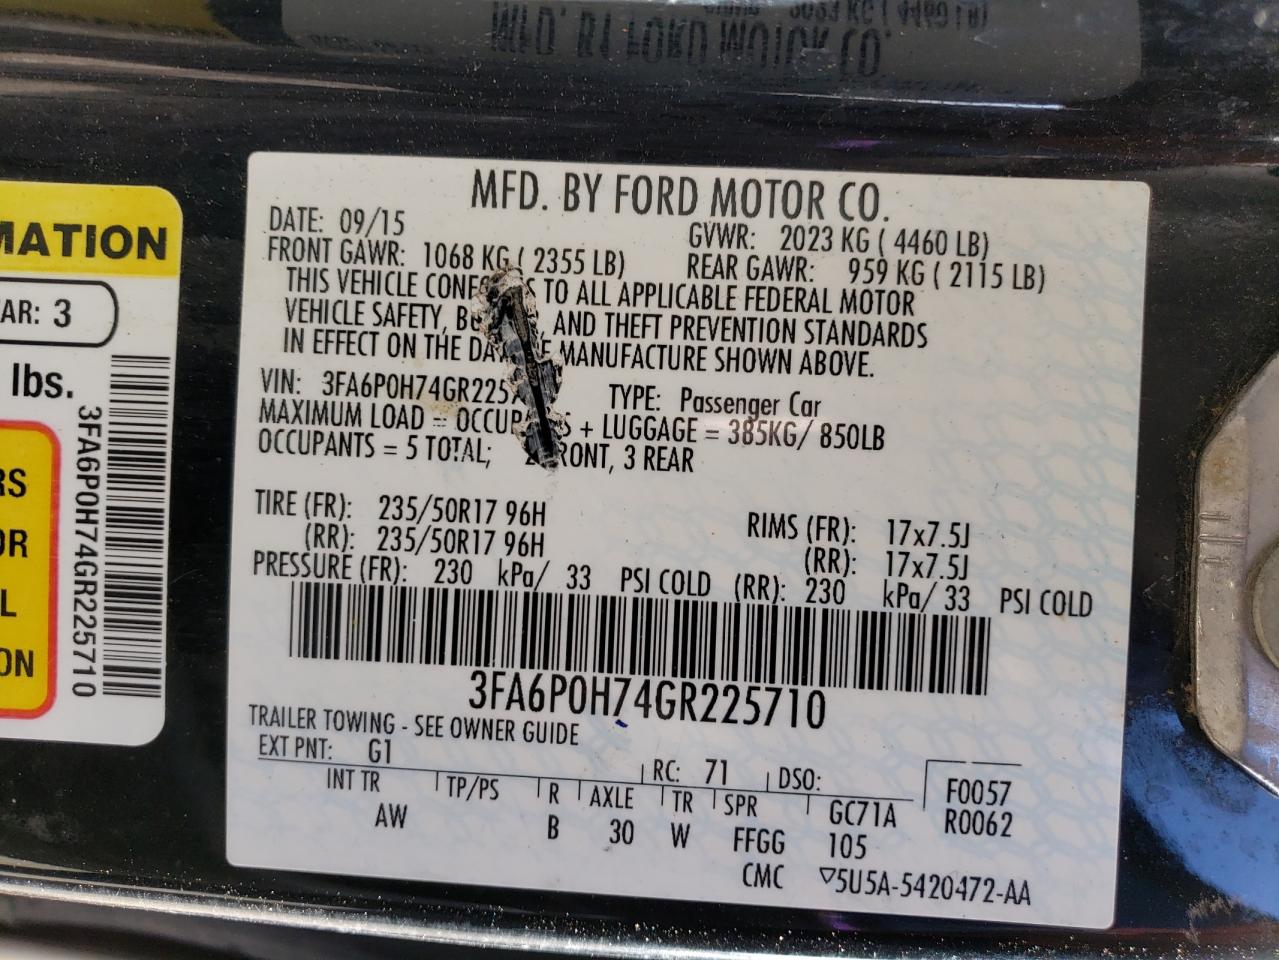 MATION
AR: 3
lbs.
RS
OR
L
ON
3FA6P0H74GR225710
MFD. BY FORD MOTOR CO.
DATE: 09/15 GVWR: 2023 KG ( 4460 LB)
FRONT GAWR: 1068 KG ( 2355 LB) REAR GAWR: 959 KG ( 2115 LB)
THIS VEHICLE TO ALL APPLICABLE FEDERAL MOTOR
VEHICLE SAFETY, AND THEFT PREVENTION STANDARDS
IN EFFECT ON THE MANUFACTURE SHOWN ABOVE.
VIN: 3FA6P0H74GR2257 TYPE: Passenger Car
MAXIMUM LOAD = + LUGGAGE = 385KG/ 850LB
OCCUPANTS = 5 TOTAL; 3 REAR
TIRE (FR): 235/50R17 96H RIMS (FR): 17x7.5J
(RR): 235/50R17 96H (RR): 17x7.5J
PRESSURE (FR): 230 kPa/ 33 PSI COLD (RR): 230 kPa/ 33 PSI COLD
3FA6P0H74GR225710
TRAILER TOWING - SEE OWNER GUIDE
EXT PNT: G1 RC: 71 DSO: F0057
INT TR TP/PS R AXLE TR SPR GC71A R0062
AW B 30 W FFGG 105
CMC ▽5U5A-5420472-AA